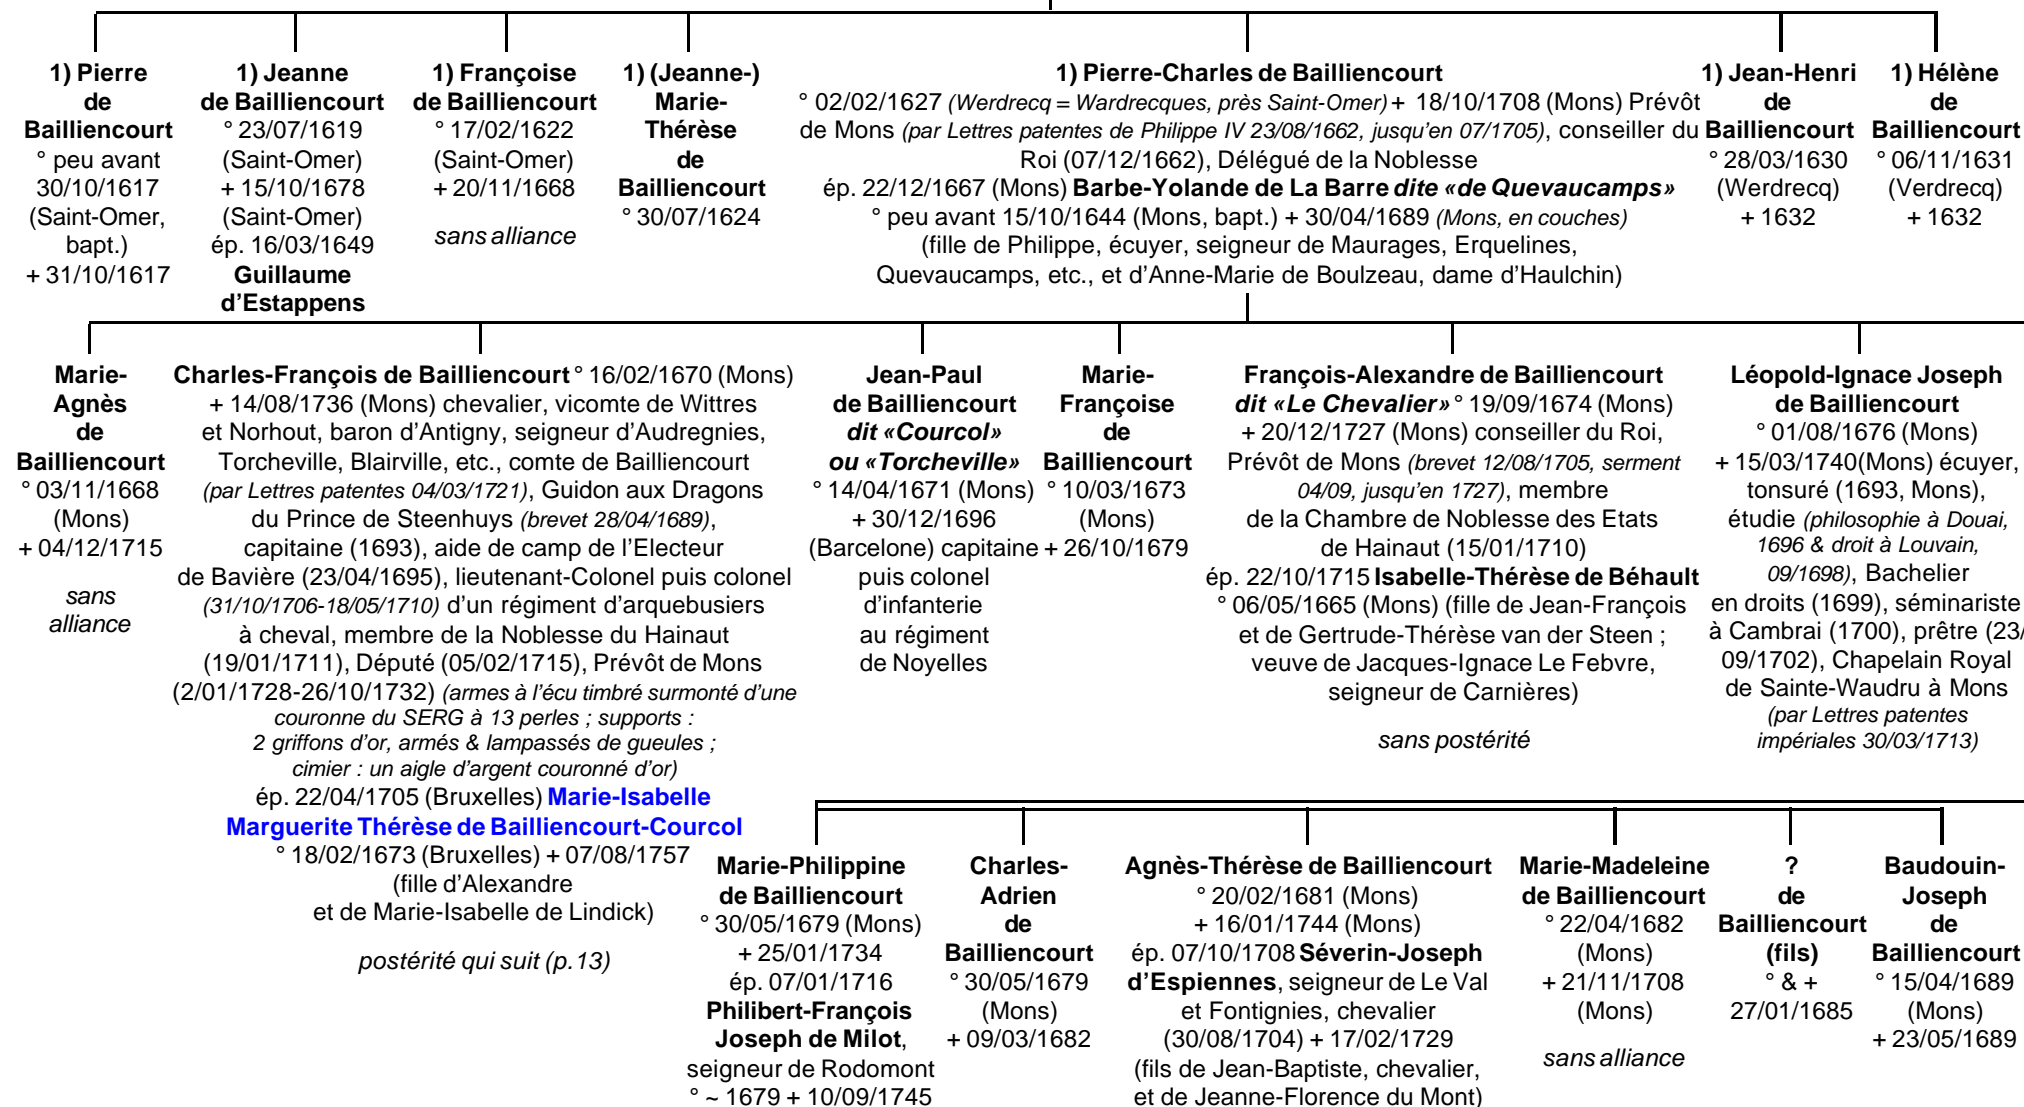 1) Pierre
de
Bailliencourt
° peu avant
30/10/1617
(Saint-Omer,
bapt.)
+ 31/10/1617
1) Jeanne
de Bailliencourt
° 23/07/1619
(Saint-Omer)
+ 15/10/1678
(Saint-Omer)
ép. 16/03/1649
Guillaume
d’Estappens
1) Françoise
de Bailliencourt
° 17/02/1622
(Saint-Omer)
+ 20/11/1668
sans alliance
1) (Jeanne-)
Marie-
Thérèse
de
Bailliencourt
° 30/07/1624
1) Pierre-Charles de Bailliencourt
° 02/02/1627 (Werdrecq = Wardrecques, près Saint-Omer) + 18/10/1708 (Mons) Prévôt
de Mons (par Lettres patentes de Philippe IV 23/08/1662, jusqu’en 07/1705), conseiller du
Roi (07/12/1662), Délégué de la Noblesse
ép. 22/12/1667 (Mons) Barbe-Yolande de La Barre dite «de Quevaucamps»
° peu avant 15/10/1644 (Mons, bapt.) + 30/04/1689 (Mons, en couches)
(fille de Philippe, écuyer, seigneur de Maurages, Erquelines,
Quevaucamps, etc., et d’Anne-Marie de Boulzeau, dame d’Haulchin)
1) Jean-Henri
de
Bailliencourt
° 28/03/1630
(Werdrecq)
+ 1632
1) Hélène
de
Bailliencourt
° 06/11/1631
(Verdrecq)
+ 1632
Marie-
Agnès
de
Bailliencourt
° 03/11/1668
(Mons)
+ 04/12/1715
sans
alliance
Charles-François de Bailliencourt ° 16/02/1670 (Mons)
+ 14/08/1736 (Mons) chevalier, vicomte de Wittres
et Norhout, baron d’Antigny, seigneur d’Audregnies,
Torcheville, Blairville, etc., comte de Bailliencourt
(par Lettres patentes 04/03/1721), Guidon aux Dragons
du Prince de Steenhuys (brevet 28/04/1689),
capitaine (1693), aide de camp de l’Electeur
de Bavière (23/04/1695), lieutenant-Colonel puis colonel
(31/10/1706-18/05/1710) d’un régiment d’arquebusiers
à cheval, membre de la Noblesse du Hainaut
(19/01/1711), Député (05/02/1715), Prévôt de Mons
(2/01/1728-26/10/1732) (armes à l’écu timbré surmonté d’une
couronne du SERG à 13 perles ; supports :
2 griffons d’or, armés & lampassés de gueules ;
cimier : un aigle d’argent couronné d’or)
ép. 22/04/1705 (Bruxelles) Marie-Isabelle
Marguerite Thérèse de Bailliencourt-Courcol
° 18/02/1673 (Bruxelles) + 07/08/1757
(fille d’Alexandre
et de Marie-Isabelle de Lindick)
postérité qui suit (p.13)
Jean-Paul
de Bailliencourt
dit «Courcol»
ou «Torcheville»
° 14/04/1671 (Mons)
+ 30/12/1696
(Barcelone) capitaine
puis colonel
d’infanterie
au régiment
de Noyelles
Marie-
Françoise
de
Bailliencourt
° 10/03/1673
(Mons)
+ 26/10/1679
François-Alexandre de Bailliencourt
dit «Le Chevalier» ° 19/09/1674 (Mons)
+ 20/12/1727 (Mons) conseiller du Roi,
Prévôt de Mons (brevet 12/08/1705, serment
04/09, jusqu’en 1727), membre
de la Chambre de Noblesse des Etats
de Hainaut (15/01/1710)
ép. 22/10/1715 Isabelle-Thérèse de Béhault
° 06/05/1665 (Mons) (fille de Jean-François
et de Gertrude-Thérèse van der Steen ;
veuve de Jacques-Ignace Le Febvre,
seigneur de Carnières)
sans postérité
Léopold-Ignace Joseph
de Bailliencourt
° 01/08/1676 (Mons)
+ 15/03/1740(Mons) écuyer,
tonsuré (1693, Mons),
étudie (philosophie à Douai,
1696 & droit à Louvain,
09/1698), Bachelier
en droits (1699), séminariste
à Cambrai (1700), prêtre (23/
09/1702), Chapelain Royal
de Sainte-Waudru à Mons
(par Lettres patentes
impériales 30/03/1713)
Marie-Philippine
de Bailliencourt
° 30/05/1679 (Mons)
+ 25/01/1734
ép. 07/01/1716
Philibert-François
Joseph de Milot,
seigneur de Rodomont
° ~ 1679 + 10/09/1745
Charles-
Adrien
de
Bailliencourt
° 30/05/1679
(Mons)
+ 09/03/1682
Agnès-Thérèse de Bailliencourt
° 20/02/1681 (Mons)
+ 16/01/1744 (Mons)
ép. 07/10/1708 Séverin-Joseph
d’Espiennes, seigneur de Le Val
et Fontignies, chevalier
(30/08/1704) + 17/02/1729
(fils de Jean-Baptiste, chevalier,
et de Jeanne-Florence du Mont)
Marie-Madeleine
de Bailliencourt
° 22/04/1682
(Mons)
+ 21/11/1708
(Mons)
sans alliance
?
de
Bailliencourt
(fils)
° & +
27/01/1685
Baudouin-
Joseph
de
Bailliencourt
° 15/04/1689
(Mons)
+ 23/05/1689